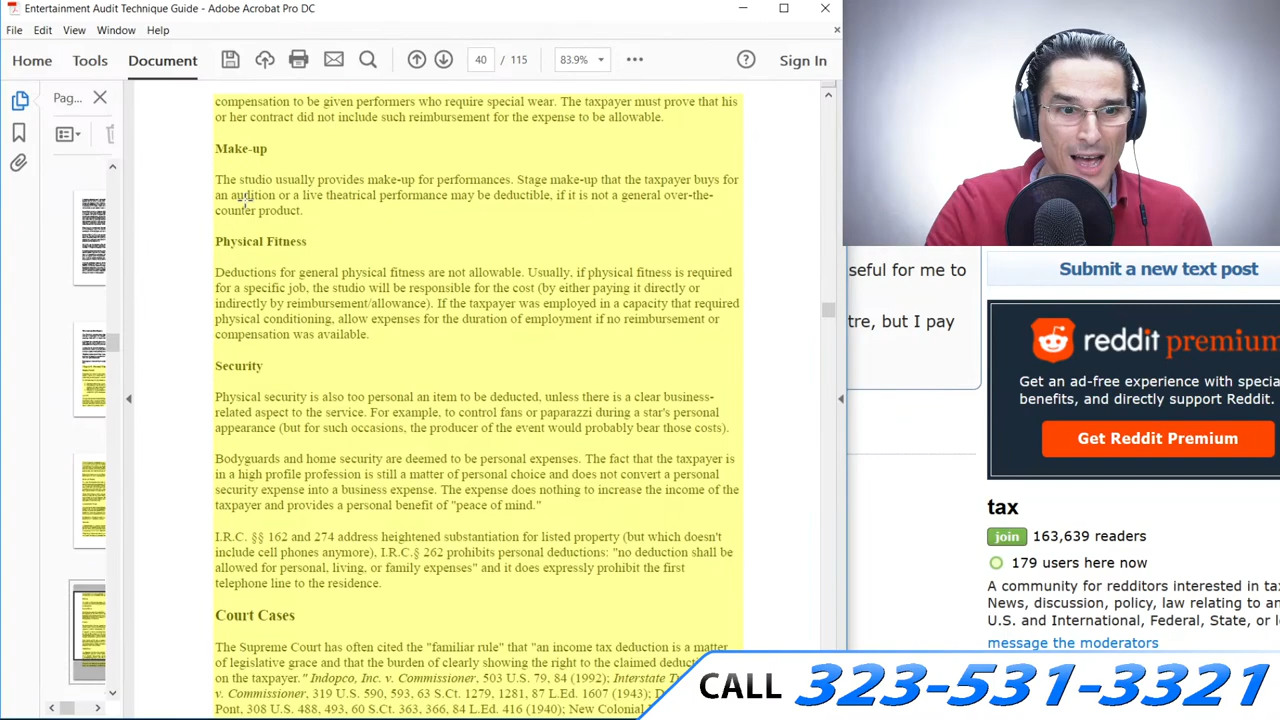 Entertainment Audit Technique Guide - Adobe Acrobat Pro DC
File Edit View Window Help
Home Tools Document 40 / 115 83.9% Sign In
Pag...
compensation to be given performers who require special wear. The taxpayer must prove that his
or her contract did not include such reimbursement for the expense to be allowable.
Make-up
The studio usually provides make-up for performances. Stage make-up that the taxpayer buys for
an audition or a live theatrical performance may be deductible, if it is not a general over-the-
counter product.
Physical Fitness
Deductions for general physical fitness are not allowable. Usually, if physical fitness is required
for a specific job, the studio will be responsible for the cost (by either paying it directly or
indirectly by reimbursement/allowance). If the taxpayer was employed in a capacity that required
physical conditioning, allow expenses for the duration of employment if no reimbursement or
compensation was available.
Security
Physical security is also too personal an item to be deducted, unless there is a clear business-
related aspect to the service. For example, to control fans or paparazzi during a star's personal
appearance (but for such occasions, the producer of the event would probably bear those costs).
Bodyguards and home security are deemed to be personal expenses. The fact that the taxpayer is
in a high profile profession is still a matter of personal choice and does not convert a personal
security expense into a business expense. The expense does nothing to increase the income of the
taxpayer and provides a personal benefit of "peace of mind."
I.R.C. §§ 162 and 274 address heightened substantiation for listed property (but which doesn't
include cell phones anymore), I.R.C.§ 262 prohibits personal deductions: "no deduction shall be
allowed for personal, living, or family expenses" and it does expressly prohibit the first
telephone line to the residence.
Court Cases
The Supreme Court has often cited the "familiar rule" that "an income tax deduction is a matter
of legislative grace and that the burden of clearly showing the right to the claimed deduc
on the taxpayer." Indopco, Inc. v. Commissioner, 503 U.S. 79, 84 (1992); Interstate T
v. Commissioner, 319 U.S. 590, 593, 63 S.Ct. 1279, 1281, 87 L.Ed. 1607 (1943); D
Pont, 308 U.S. 488, 493, 60 S.Ct. 363, 366, 84 L.Ed. 416 (1940); New Colonial
seful for me to
tre, but I pay
Submit a new text post
reddit premium
Get an ad-free experience with specia
benefits, and directly support Reddit.
Get Reddit Premium
tax
join 163,639 readers
179 users here now
A community for redditors interested in ta
News, discussion, policy, law relating to an
U.S. and International, Federal, State, or l
message the moderators
CALL 323-531-3321